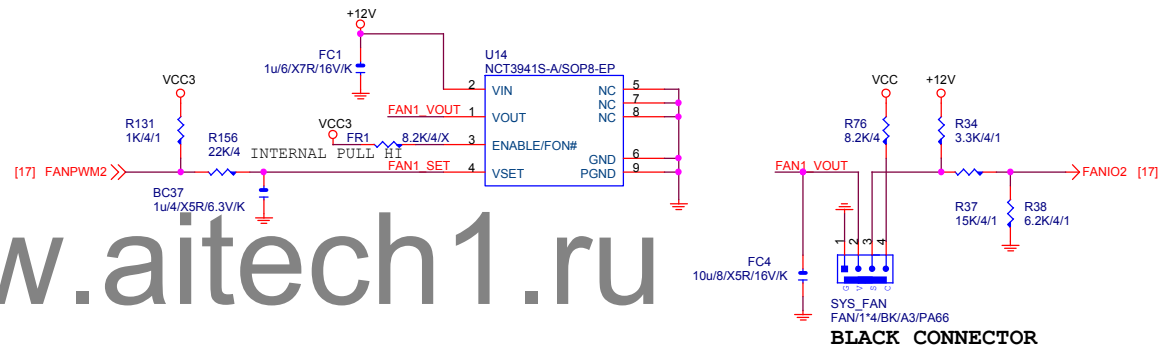 +12V
FC1
1u/6/X7R/16V/K
U14
NCT3941S-A/SOP8-EP
2 VIN
1 VOUT
3 ENABLE/FON#
4 VSET
NC 5
NC 7
NC 8
GND 6
PGND 9
FAN1_VOUT
VCC3
FR1 8.2K/4/X
INTERNAL PULL HI
FAN1_SET
VCC3
R131
1K/4/1
R156
22K/4
[17] FANPWM2
BC37
1u/4/X5R/6.3V/K
VCC
+12V
R76
8.2K/4
R34
3.3K/4/1
FAN1_VOUT
FANIO2 [17]
R37
15K/4/1
R38
6.2K/4/1
FC4
10u/8/X5R/16V/K
1 2 3 4
G V S C
SYS_FAN
FAN/1*4/BK/A3/PA66
BLACK CONNECTOR
w.aitech1.ru